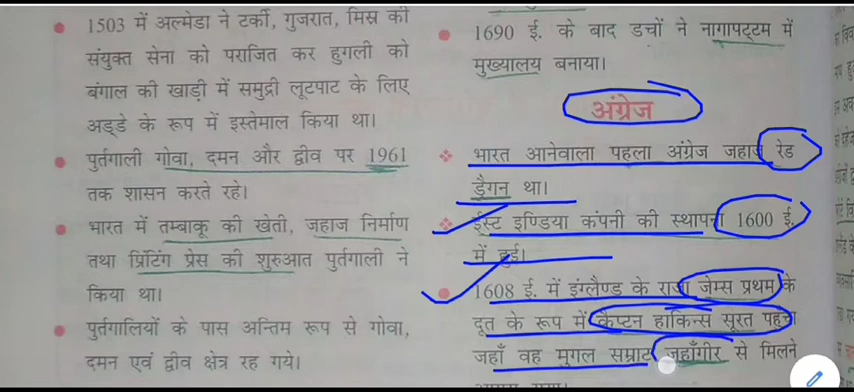 1503 में अल्मेडा ने टर्की, गुजरात, मिस्र की
संयुक्त सेना को पराजित कर हुगली को
बंगाल की खाड़ी में समुद्री लूटपाट के लिए
अड्डे के रूप में इस्तेमाल किया था।
पुर्तगाली गोवा, दमन और द्वीव पर 1961
तक शासन करते रहे।
भारत में तम्बाकू की खेती, जहाज निर्माण
तथा प्रिंटिंग प्रेस की शुरुआत पुर्तगाली ने
किया था।
पुर्तगालियों के पास अन्तिम रूप से गोवा,
दमन एवं द्वीव क्षेत्र रह गये।
1690 ई. के बाद डचों ने नागापट्टम में
मुख्यालय बनाया।
अंग्रेज
भारत आनेवाला पहला अंग्रेज जहाज रेड
ड्रैगन था।
ईस्ट इण्डिया कंपनी की स्थापना 1600 ई.
में हुई।
1608 ई. में इंग्लैण्ड के राजा जेम्स प्रथम के
दूत के रूप में कैप्टन हाकिन्स सूरत पहुंचा
जहाँ वह मुगल सम्राट जहाँगीर से मिलने